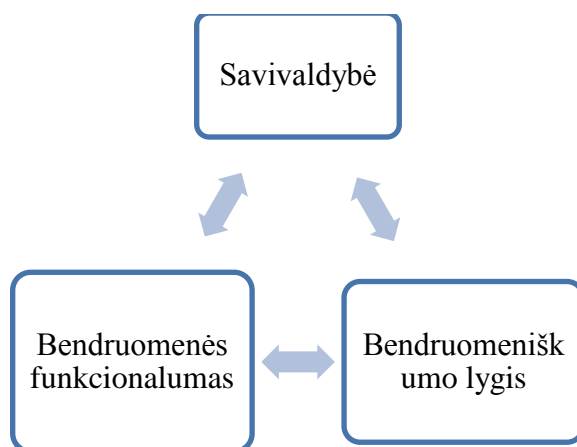 Savivaldybė
Bendruomenės
funkcionalumas
Bendruomenišk
umo lygis